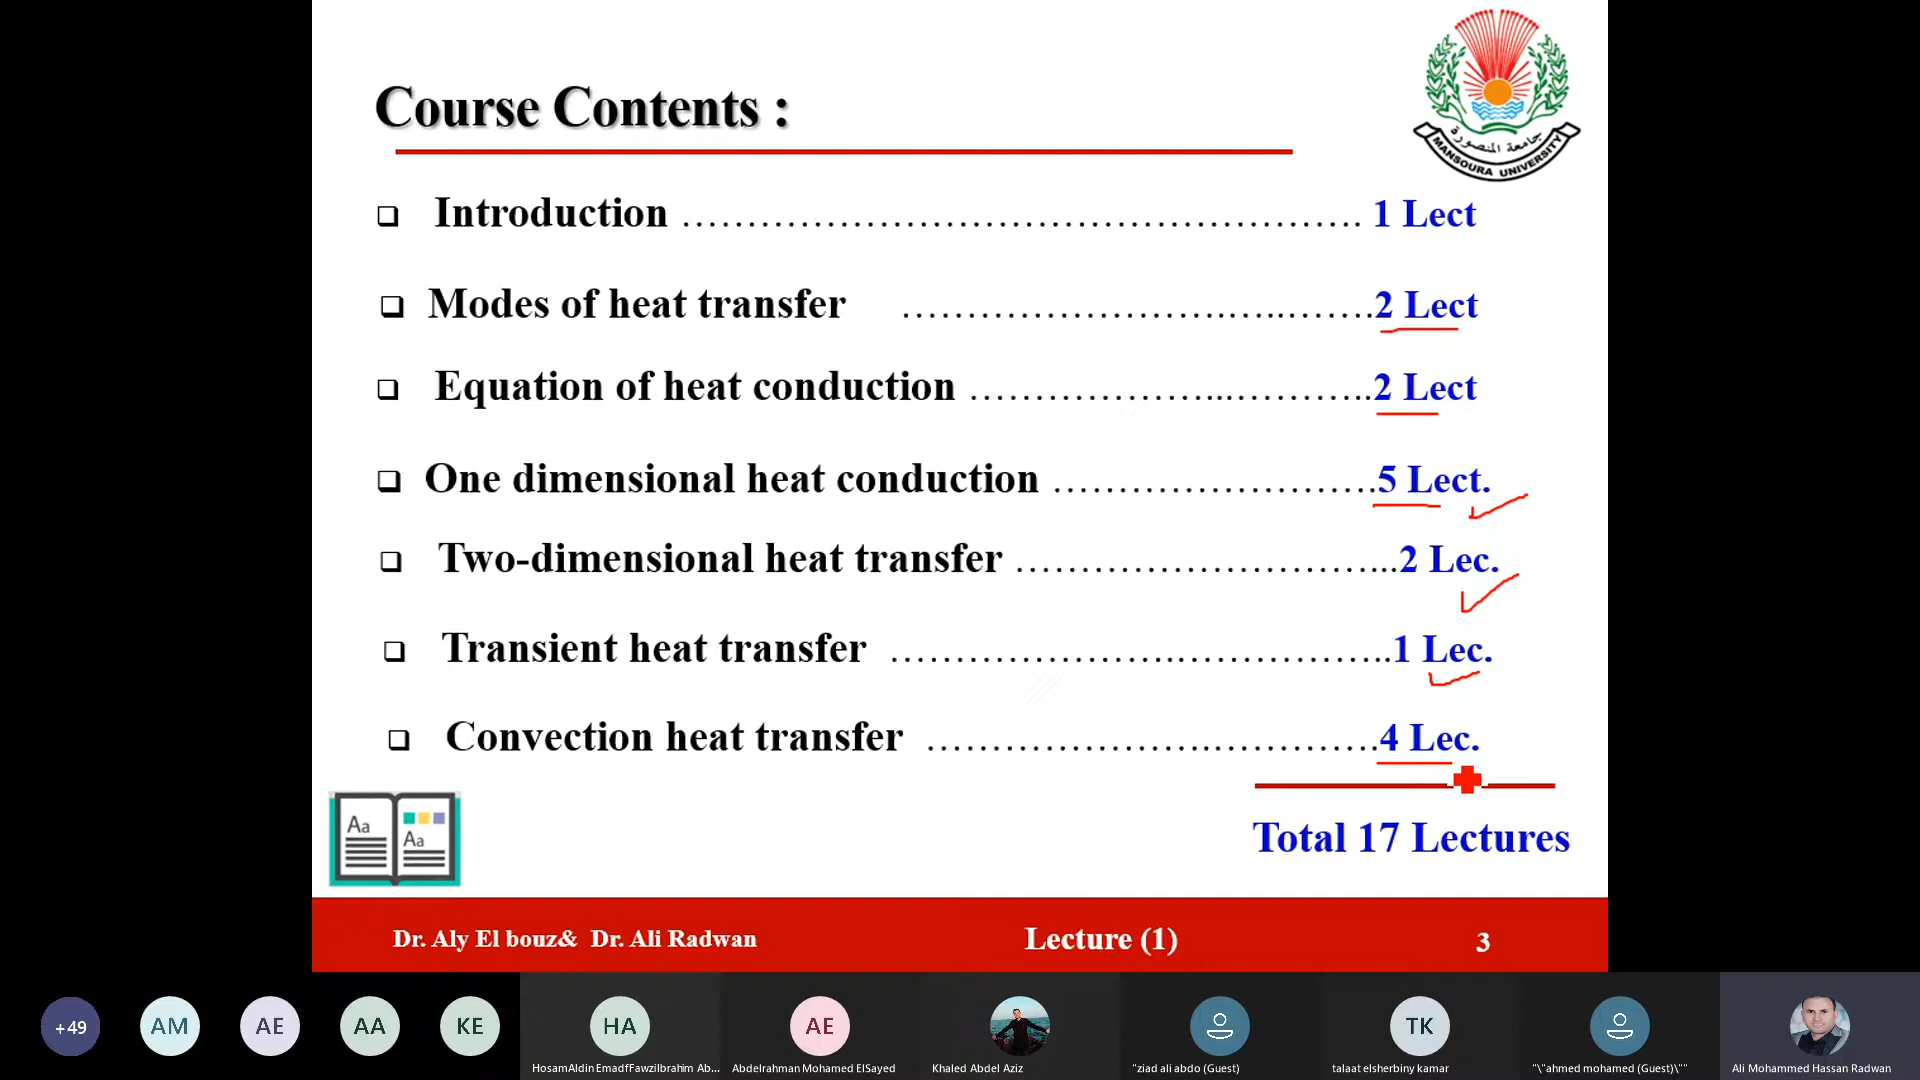 Course Contents :
جامعة المنصورة
MANSOURA UNIVERSITY
Introduction ……………………………………………… 1 Lect
Modes of heat transfer …………………….…..…….2 Lect
Equation of heat conduction ………………...………..2 Lect
One dimensional heat conduction …………………….5 Lect.
Two-dimensional heat transfer ………………………...2 Lec.
Transient heat transfer ………………….……………..1 Lec.
Convection heat transfer ………………….………….4 Lec.
Total 17 Lectures
Aa
Aa
Dr. Aly El bouz& Dr. Ali Radwan Lecture (1) 3
+49 AM AE AA KE HA AE TK
HosamAldin EmadfFawzilbrahim Ab... Abdelrahman Mohamed ElSayed Khaled Abdel Aziz "ziad ali abdo (Guest) talaat elsherbiny kamar "\"ahmed mohamed (Guest)\"" Ali Mohammed Hassan Radwan